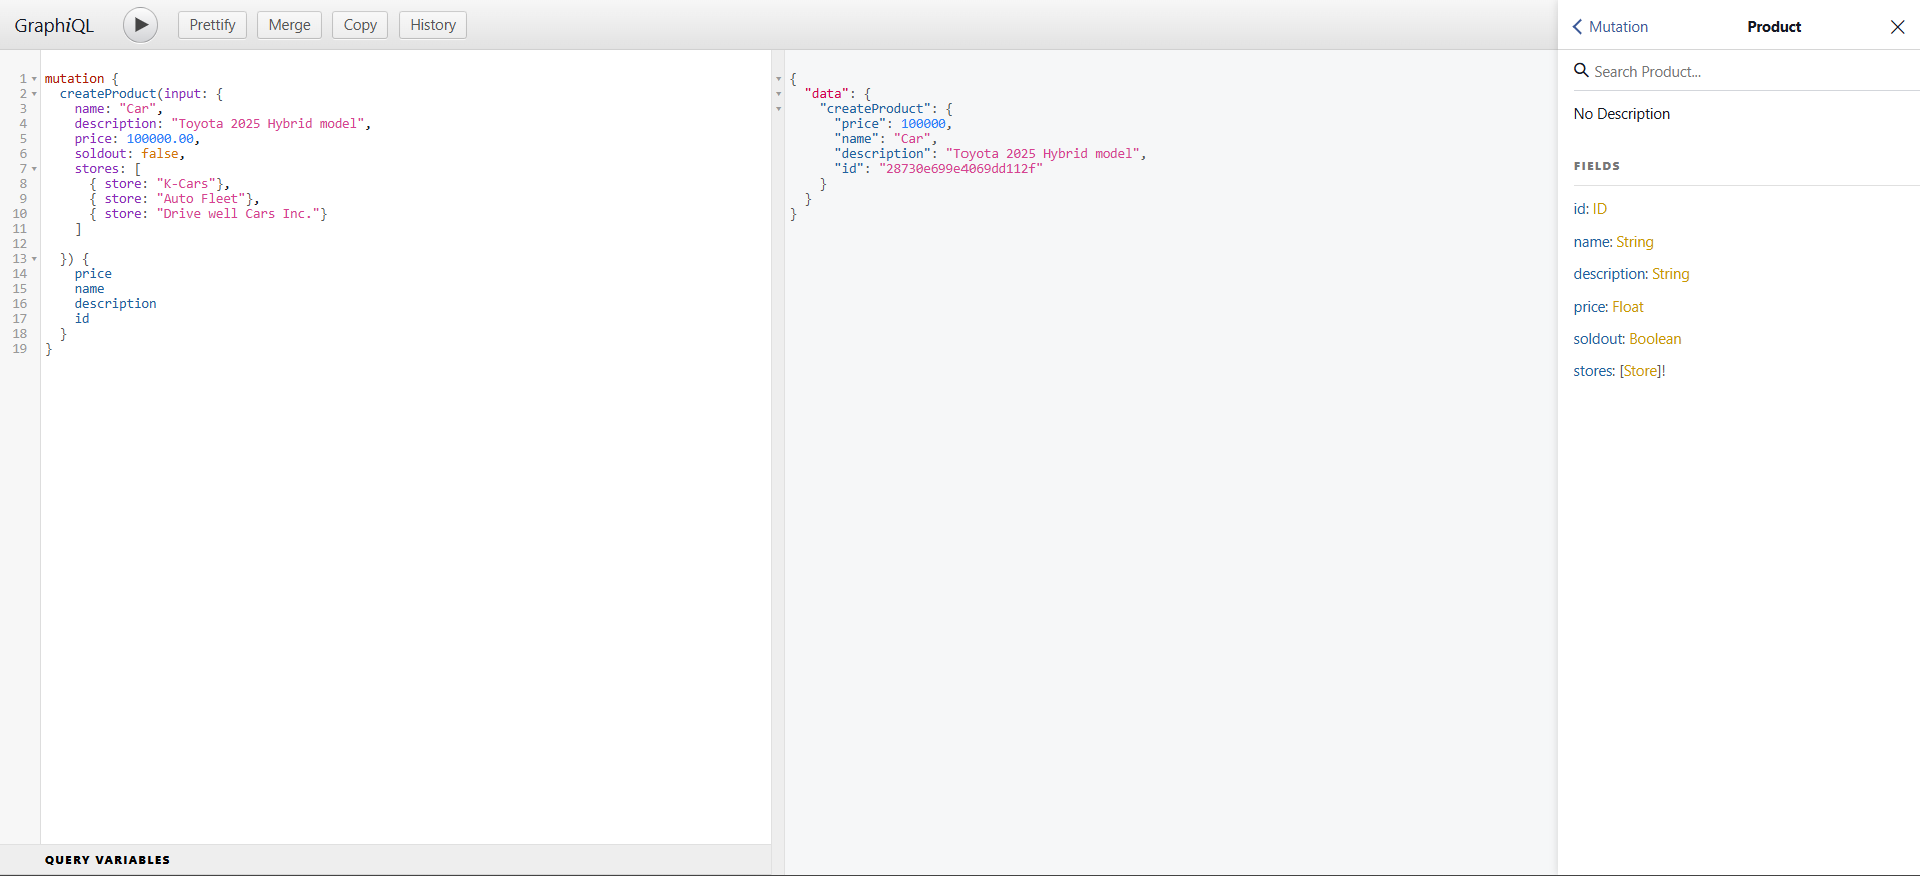 GraphiQL
Prettify
Merge
Copy
History
1 mutation {
2 createProduct(input: {
3 name: "Car",
4 description: "Toyota 2025 Hybrid model",
5 price: 100000.00,
6 soldout: false,
7 stores: [
8 { store: "K-Cars"},
9 { store: "Auto Fleet"},
10 { store: "Drive well Cars Inc."}
11 ]
12
13 }) {
14 price
15 name
16 description
17 id
18 }
19 }
QUERY VARIABLES
{
"data": {
"createProduct": {
"price": 100000,
"name": "Car",
"description": "Toyota 2025 Hybrid model",
"id": "28730e699e4069dd112f"
}
}
}
Mutation
Product
Search Product...
No Description
FIELDS
id: ID
name: String
description: String
price: Float
soldout: Boolean
stores: [Store]!